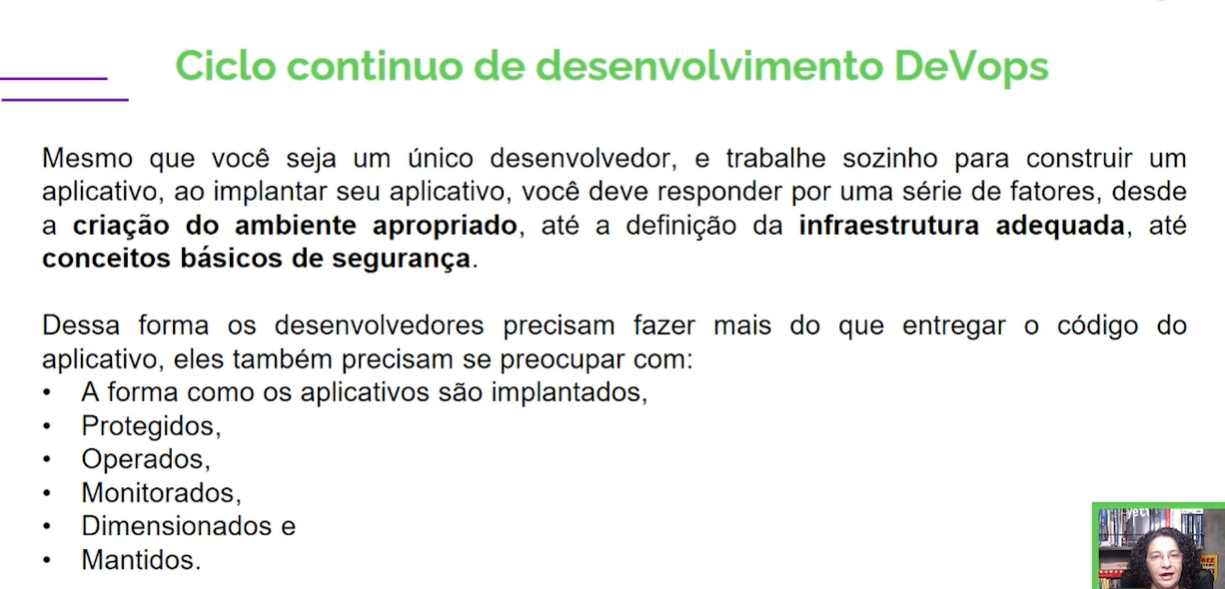 Ciclo continuo de desenvolvimento DeVops
Mesmo que você seja um único desenvolvedor, e trabalhe sozinho para construir um
aplicativo, ao implantar seu aplicativo, você deve responder por uma série de fatores, desde
a criação do ambiente apropriado, até a definição da infraestrutura adequada, até
conceitos básicos de segurança.
Dessa forma os desenvolvedores precisam fazer mais do que entregar o código do
aplicativo, eles também precisam se preocupar com:
• A forma como os aplicativos são implantados,
• Protegidos,
• Operados,
• Monitorados,
• Dimensionados e
• Mantidos.